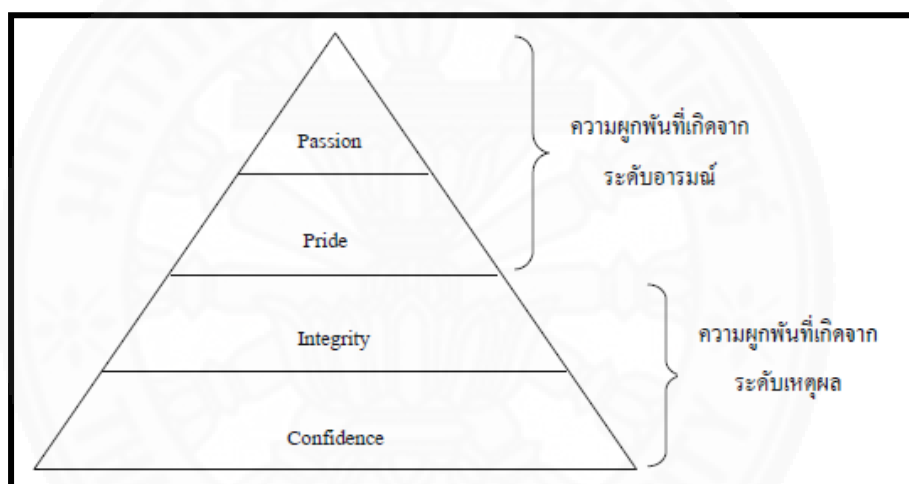 Passion
ความผูกพันที่เกิดจาก
ระดับอารมณ์
Pride
Integrity
ความผูกพันที่เกิดจาก
ระดับเหตุผล
Confidence